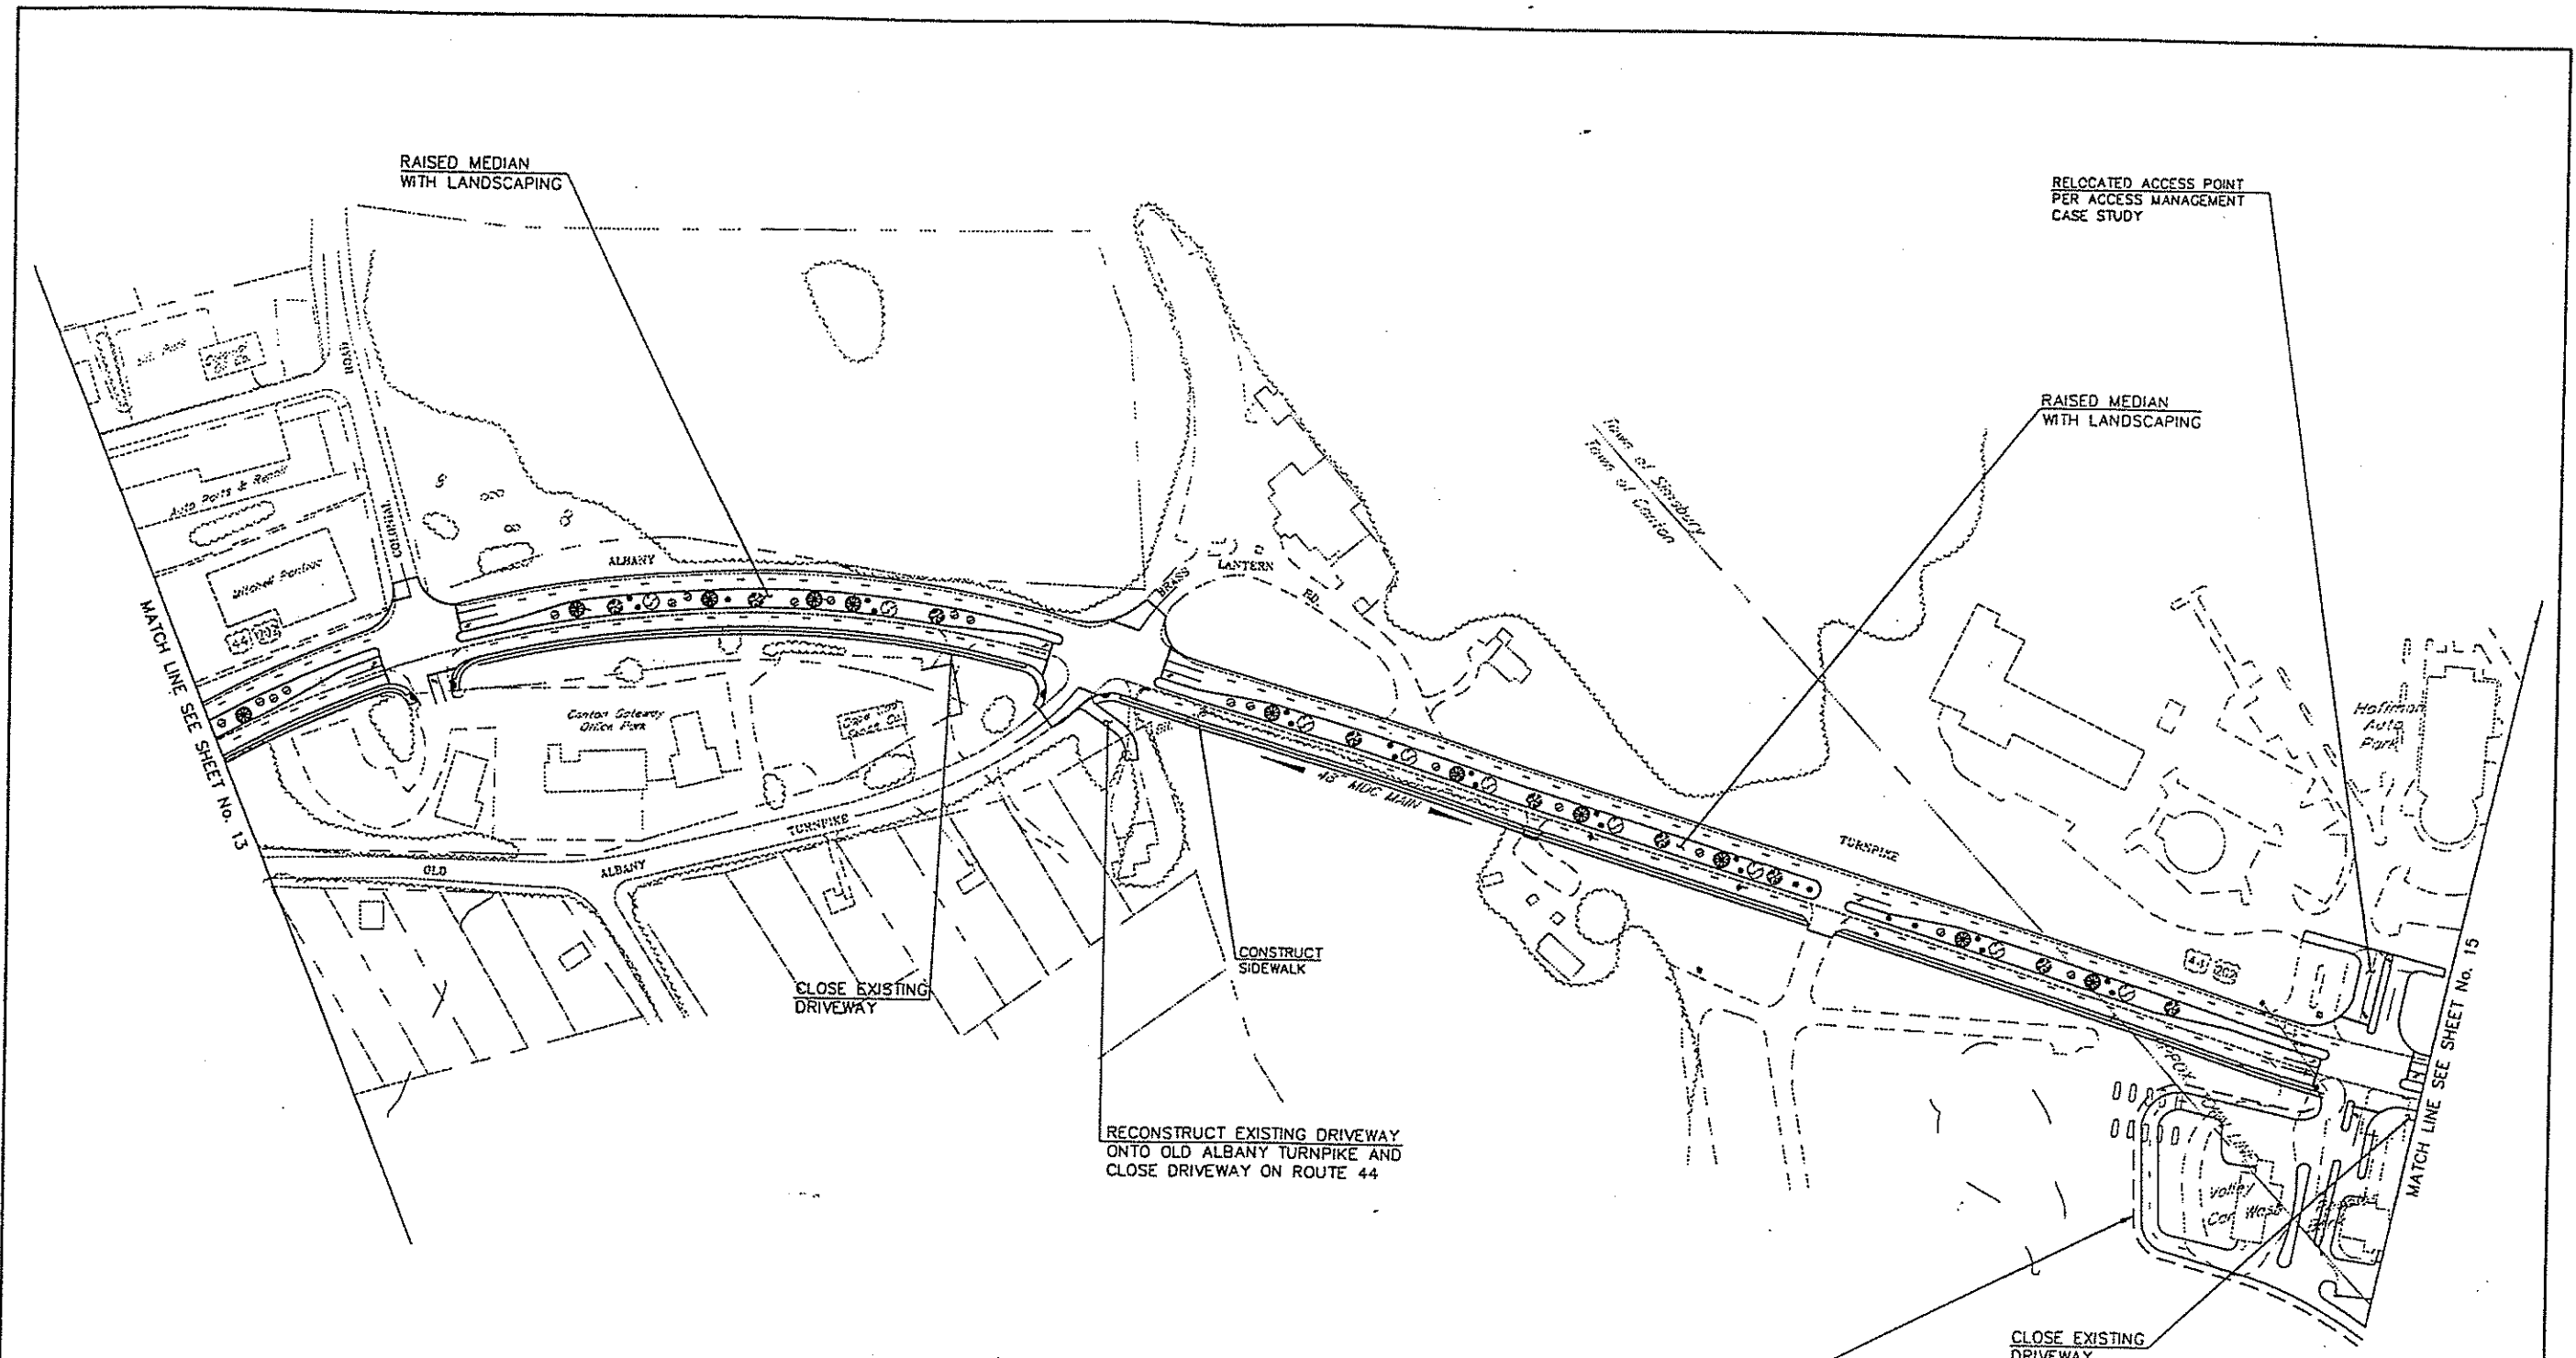 RAISED MEDIAN
WITH LANDSCAPING
RELOCATED ACCESS POINT
PER ACCESS MANAGEMENT
CASE STUDY
RAISED MEDIAN
WITH LANDSCAPING
Town of Simsbury
Town of Canton
Auto Parts & Repair
Mitchell Pontiac
44 202
COLONIAL
ROAD
ALBANY
BRASS
LANTERN
RD.
MATCH LINE SEE SHEET No. 13
Canton Gateway
Office Park
48" MDC MAIN
TURNPIKE
Hoffman
Auto
Park
44 202
OLD
ALBANY
TURNPIKE
CLOSE EXISTING
DRIVEWAY
CONSTRUCT
SIDEWALK
RECONSTRUCT EXISTING DRIVEWAY
ONTO OLD ALBANY TURNPIKE AND
CLOSE DRIVEWAY ON ROUTE 44
MATCH LINE SEE SHEET No. 15
TOWN LINE
Valley
Car Wash
CLOSE EXISTING
DRIVEWAY